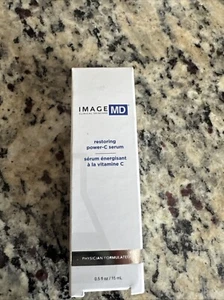 IMAGE MD
restoring
power-C serum
sérum énergisant
à la vitamine C
PHYSICIAN FORMULATED
0.5 fl oz / 15 mL